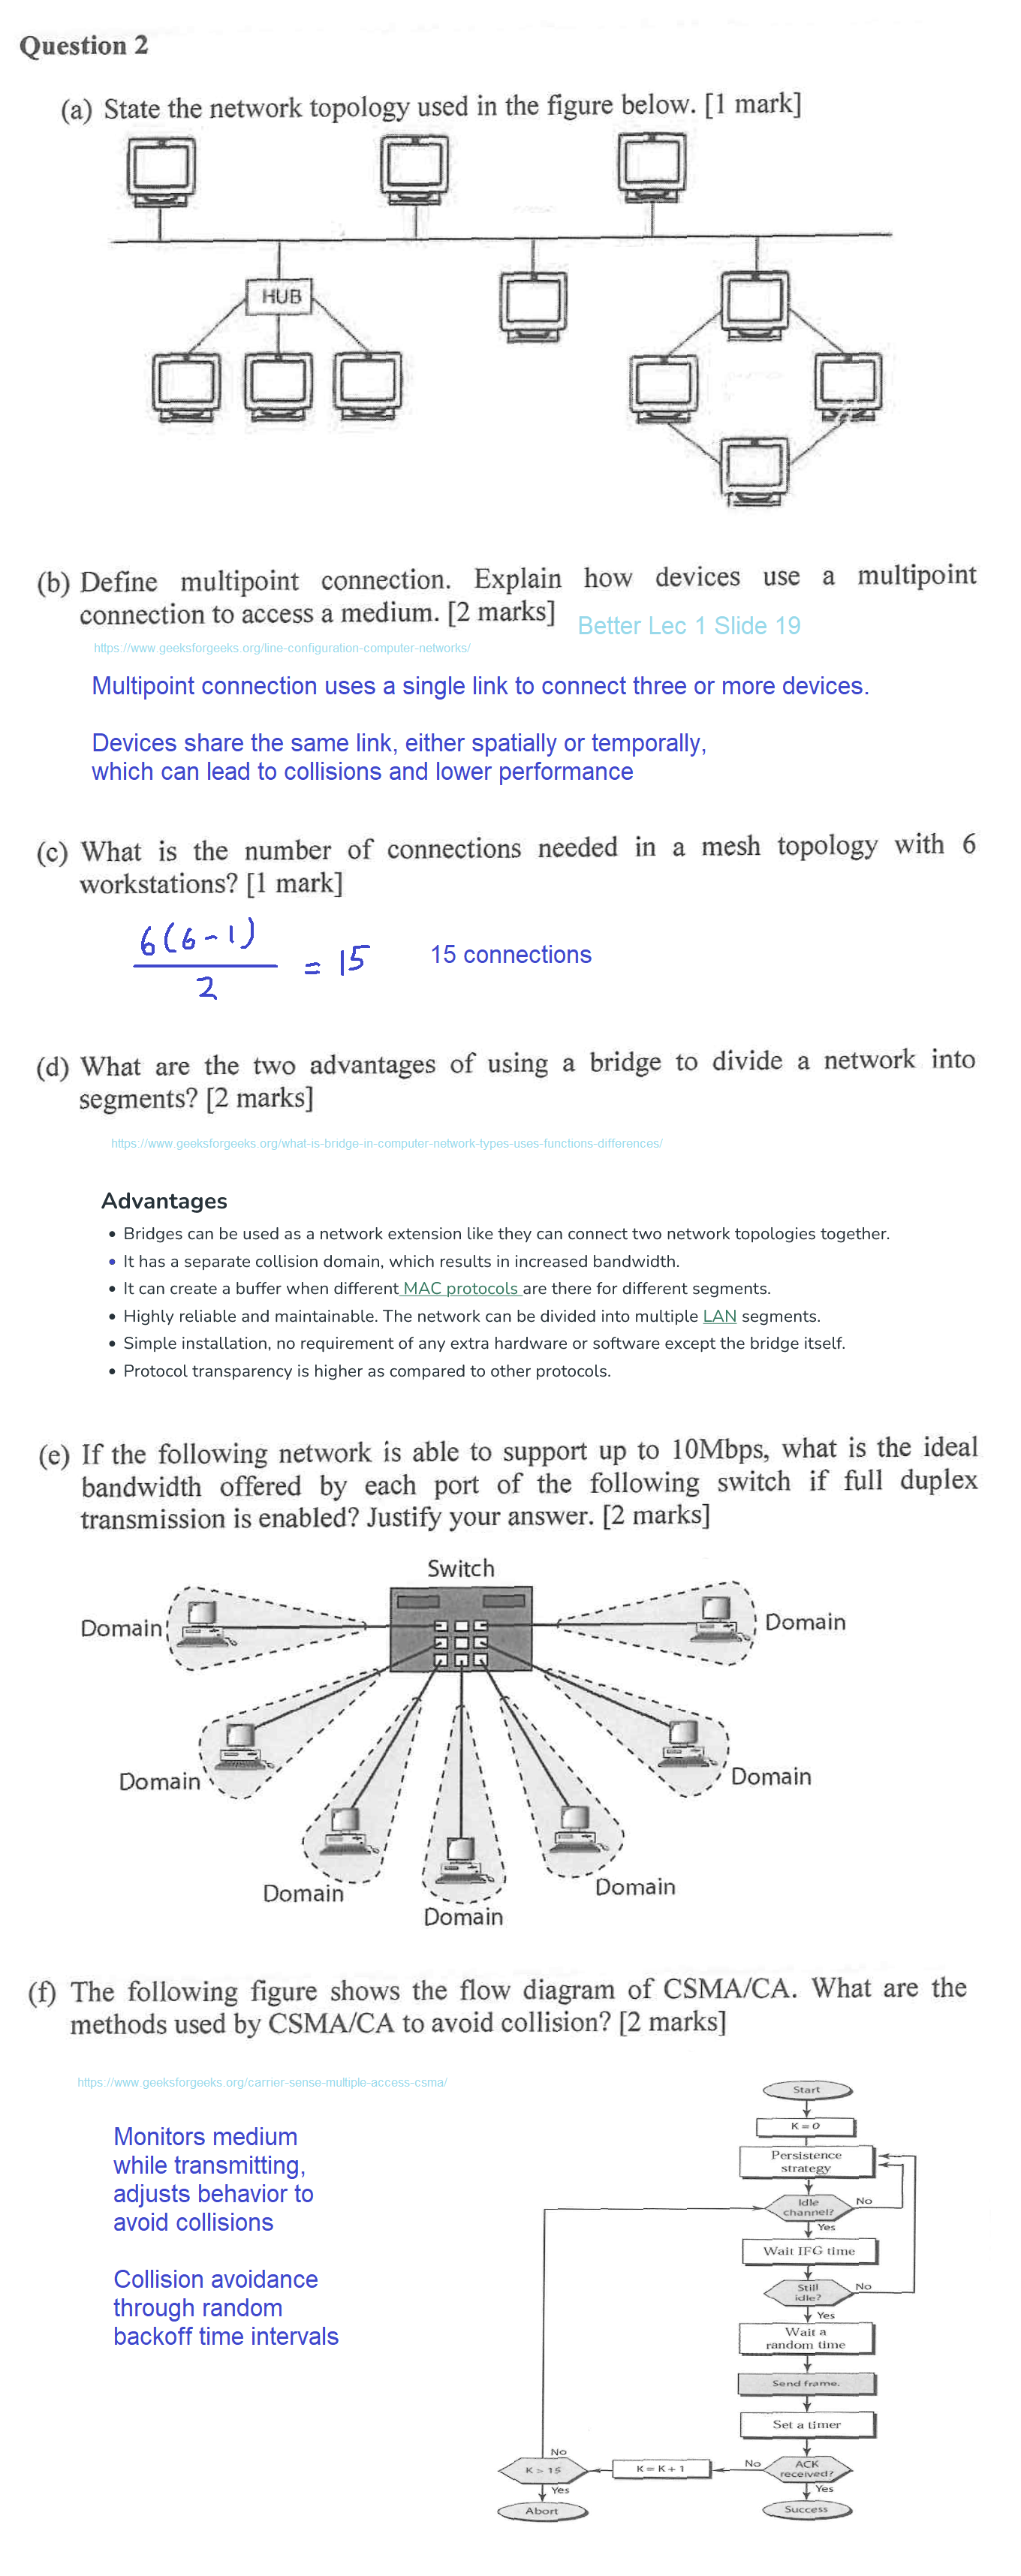 Question 2
(a) State the network topology used in the figure below. [1 mark]
HUB
(b) Define multipoint connection. Explain how devices use a multipoint
connection to access a medium. [2 marks]
Better Lec 1 Slide 19
https://www.geeksforgeeks.org/line-configuration-computer-networks/
Multipoint connection uses a single link to connect three or more devices.
Devices share the same link, either spatially or temporally,
which can lead to collisions and lower performance
(c) What is the number of connections needed in a mesh topology with 6
workstations? [1 mark]
6(6-1)
2
= 15
15 connections
(d) What are the two advantages of using a bridge to divide a network into
segments? [2 marks]
https://www.geeksforgeeks.org/what-is-bridge-in-computer-network-types-uses-functions-differences/
Advantages
• Bridges can be used as a network extension like they can connect two network topologies together.
• It has a separate collision domain, which results in increased bandwidth.
• It can create a buffer when different MAC protocols are there for different segments.
• Highly reliable and maintainable. The network can be divided into multiple LAN segments.
• Simple installation, no requirement of any extra hardware or software except the bridge itself.
• Protocol transparency is higher as compared to other protocols.
(e) If the following network is able to support up to 10Mbps, what is the ideal
bandwidth offered by each port of the following switch if full duplex
transmission is enabled? Justify your answer. [2 marks]
Switch
Domain
Domain
Domain
Domain
Domain
Domain
Domain
(f) The following figure shows the flow diagram of CSMA/CA. What are the
methods used by CSMA/CA to avoid collision? [2 marks]
https://www.geeksforgeeks.org/carrier-sense-multiple-access-csma/
Monitors medium
while transmitting,
adjusts behavior to
avoid collisions
Collision avoidance
through random
backoff time intervals
Start
K = 0
Persistence
strategy
Idle
channel?
No
Yes
Wait IFG time
Still
idle?
No
Yes
Wait a
random time
Send frame.
Set a timer
ACK
received?
No
Yes
K = K + 1
K > 15
No
Yes
Abort
Success